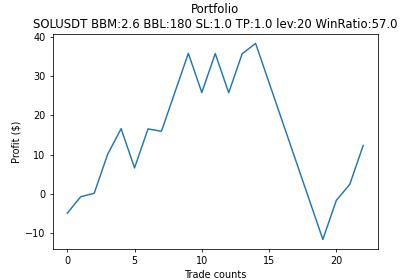 Portfolio
SOLUSDT BBM:2.6 BBL:180 SL:1.0 TP:1.0 lev:20 WinRatio:57.0
40
30
20
10
0
−10
Profit ($)
0
5
10
15
20
Trade counts